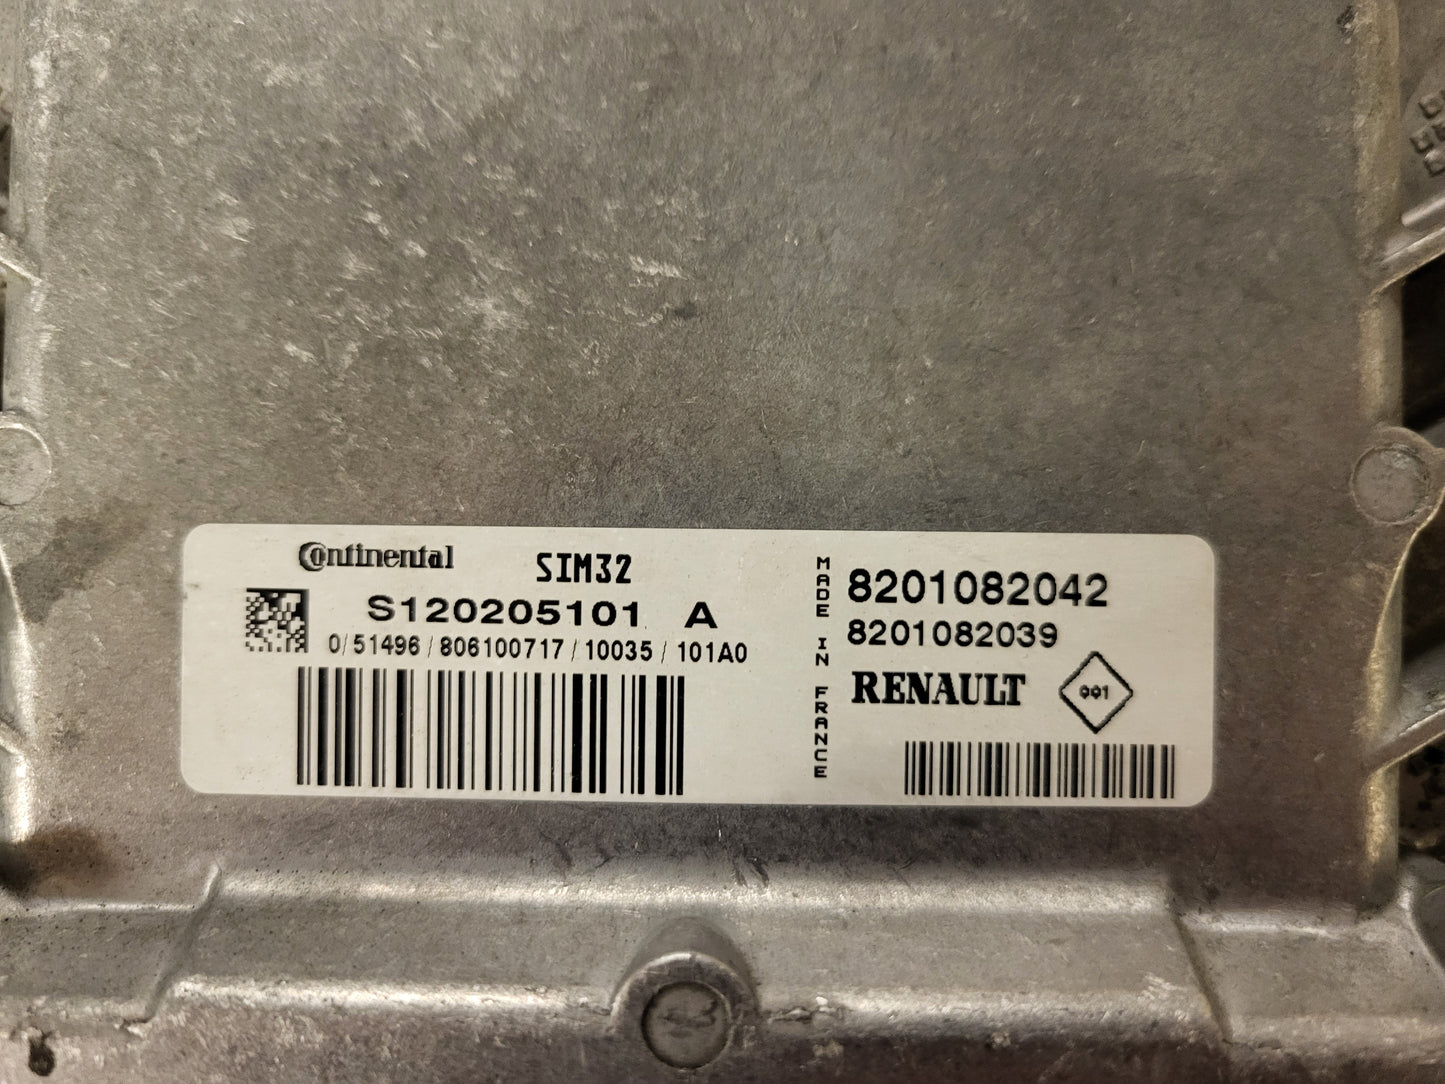 Continental SIM32
S120205101 A
0/51496/806100717/10035/101A0
MADE IN FRANCE
8201082042
8201082039
RENAULT 001